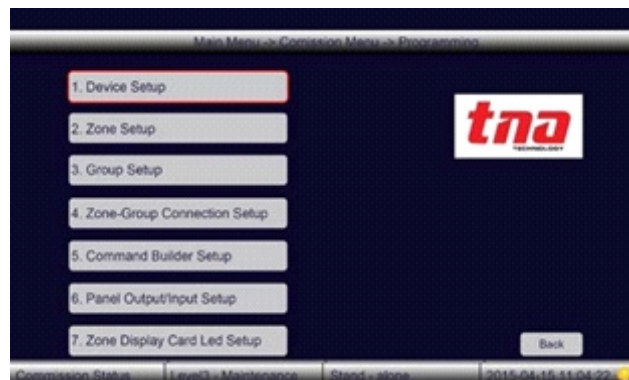 Main Menu -> Comission Menu -> Programming
1. Device Setup
2. Zone Setup
3. Group Setup
4. Zone-Group Connection Setup
5. Command Builder Setup
6. Panel Output/Input Setup
7. Zone Display Card Led Setup
tna
TECHNOLOGY
Back
Commission Status Level3 - Maintenance Stand - alone 2015-04-15 11:04:22